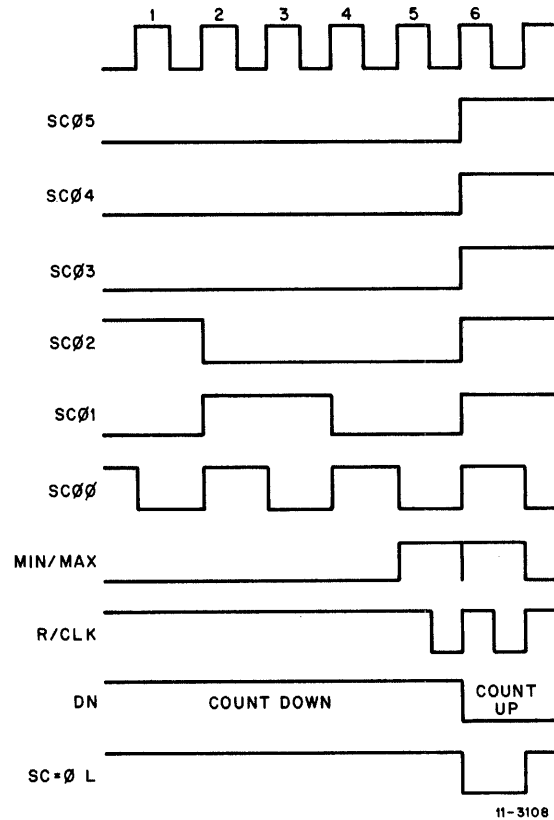 1 2 3 4 5 6
SCØ5
SCØ4
SCØ3
SCØ2
SCØ1
SCØØ
MIN/MAX
R/CLK
DN COUNT DOWN COUNT UP
SC=Ø L
11-3108